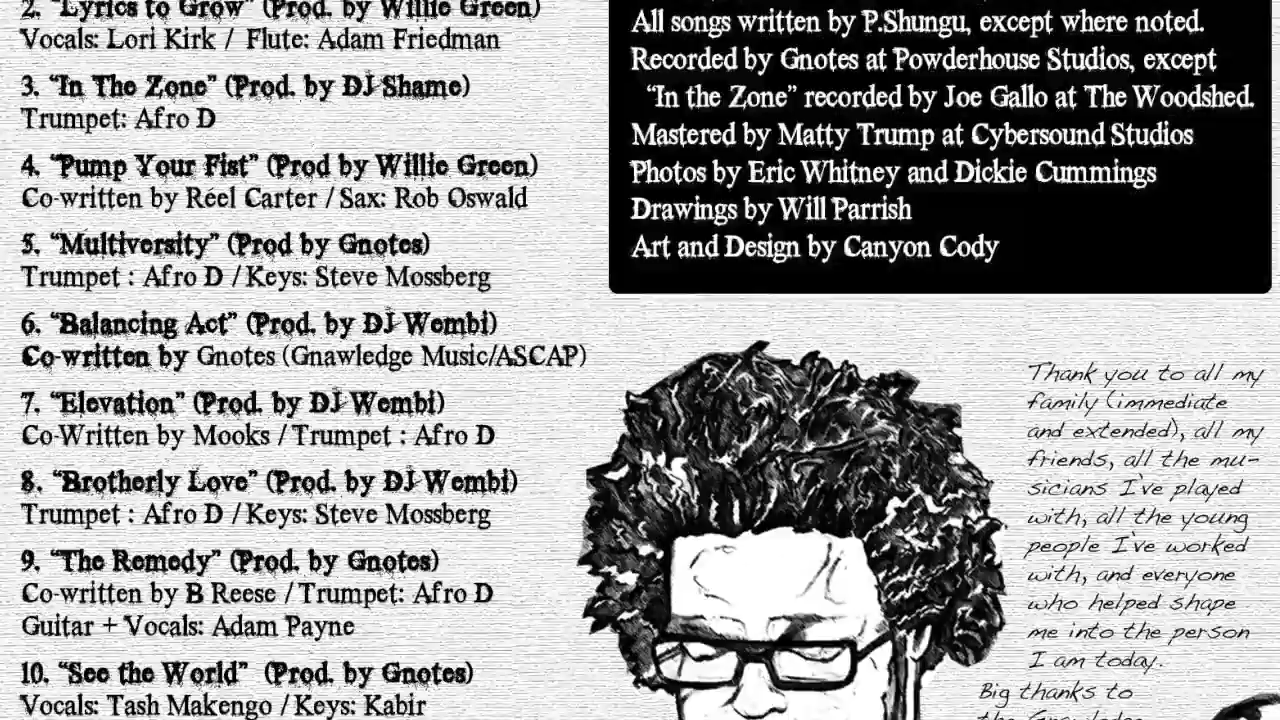 2. “Lyrics to Grow” (Prod. by Willie Green)
Vocals: Lori Kirk / Flute: Adam Friedman
3. “In The Zone” (Prod. by DJ Shame)
Trumpet: Afro D
4. “Pump Your Fist” (Prod by Willie Green)
Co-written by Reel Carter / Sax: Rob Oswald
5. “Multiversity” (Prod by Gnotes)
Trumpet : Afro D / Keys: Steve Mossberg
6. “Balancing Act” (Prod. by DJ Wembi)
Co-written by Gnotes (Gnawledge Music/ASCAP)
7. “Elevation” (Prod. by DJ Wembi)
Co-Written by Mooks / Trumpet : Afro D
8. “Brotherly Love” (Prod. by DJ Wembi)
Trumpet : Afro D / Keys: Steve Mossberg
9. “The Remedy” (Prod. by Gnotes)
Co-written by B Reese / Trumpet: Afro D
Guitar + Vocals: Adam Payne
10. “See the World” (Prod. by Gnotes)
Vocals: Tash Makengo / Keys: Kabir
All songs written by P.Shungu, except where noted.
Recorded by Gnotes at Powderhouse Studios, except
“In the Zone” recorded by Joe Gallo at The Woodshed.
Mastered by Matty Trump at Cybersound Studios
Photos by Eric Whitney and Dickie Cummings
Drawings by Will Parrish
Art and Design by Canyon Cody
Thank you to all my
family (immediate
and extended), all my
friends, all the mu-
sicians I've played
with, all the young
people I've worked
with, and everyone
who helped shape
me into the person
I am today.
Big thanks to